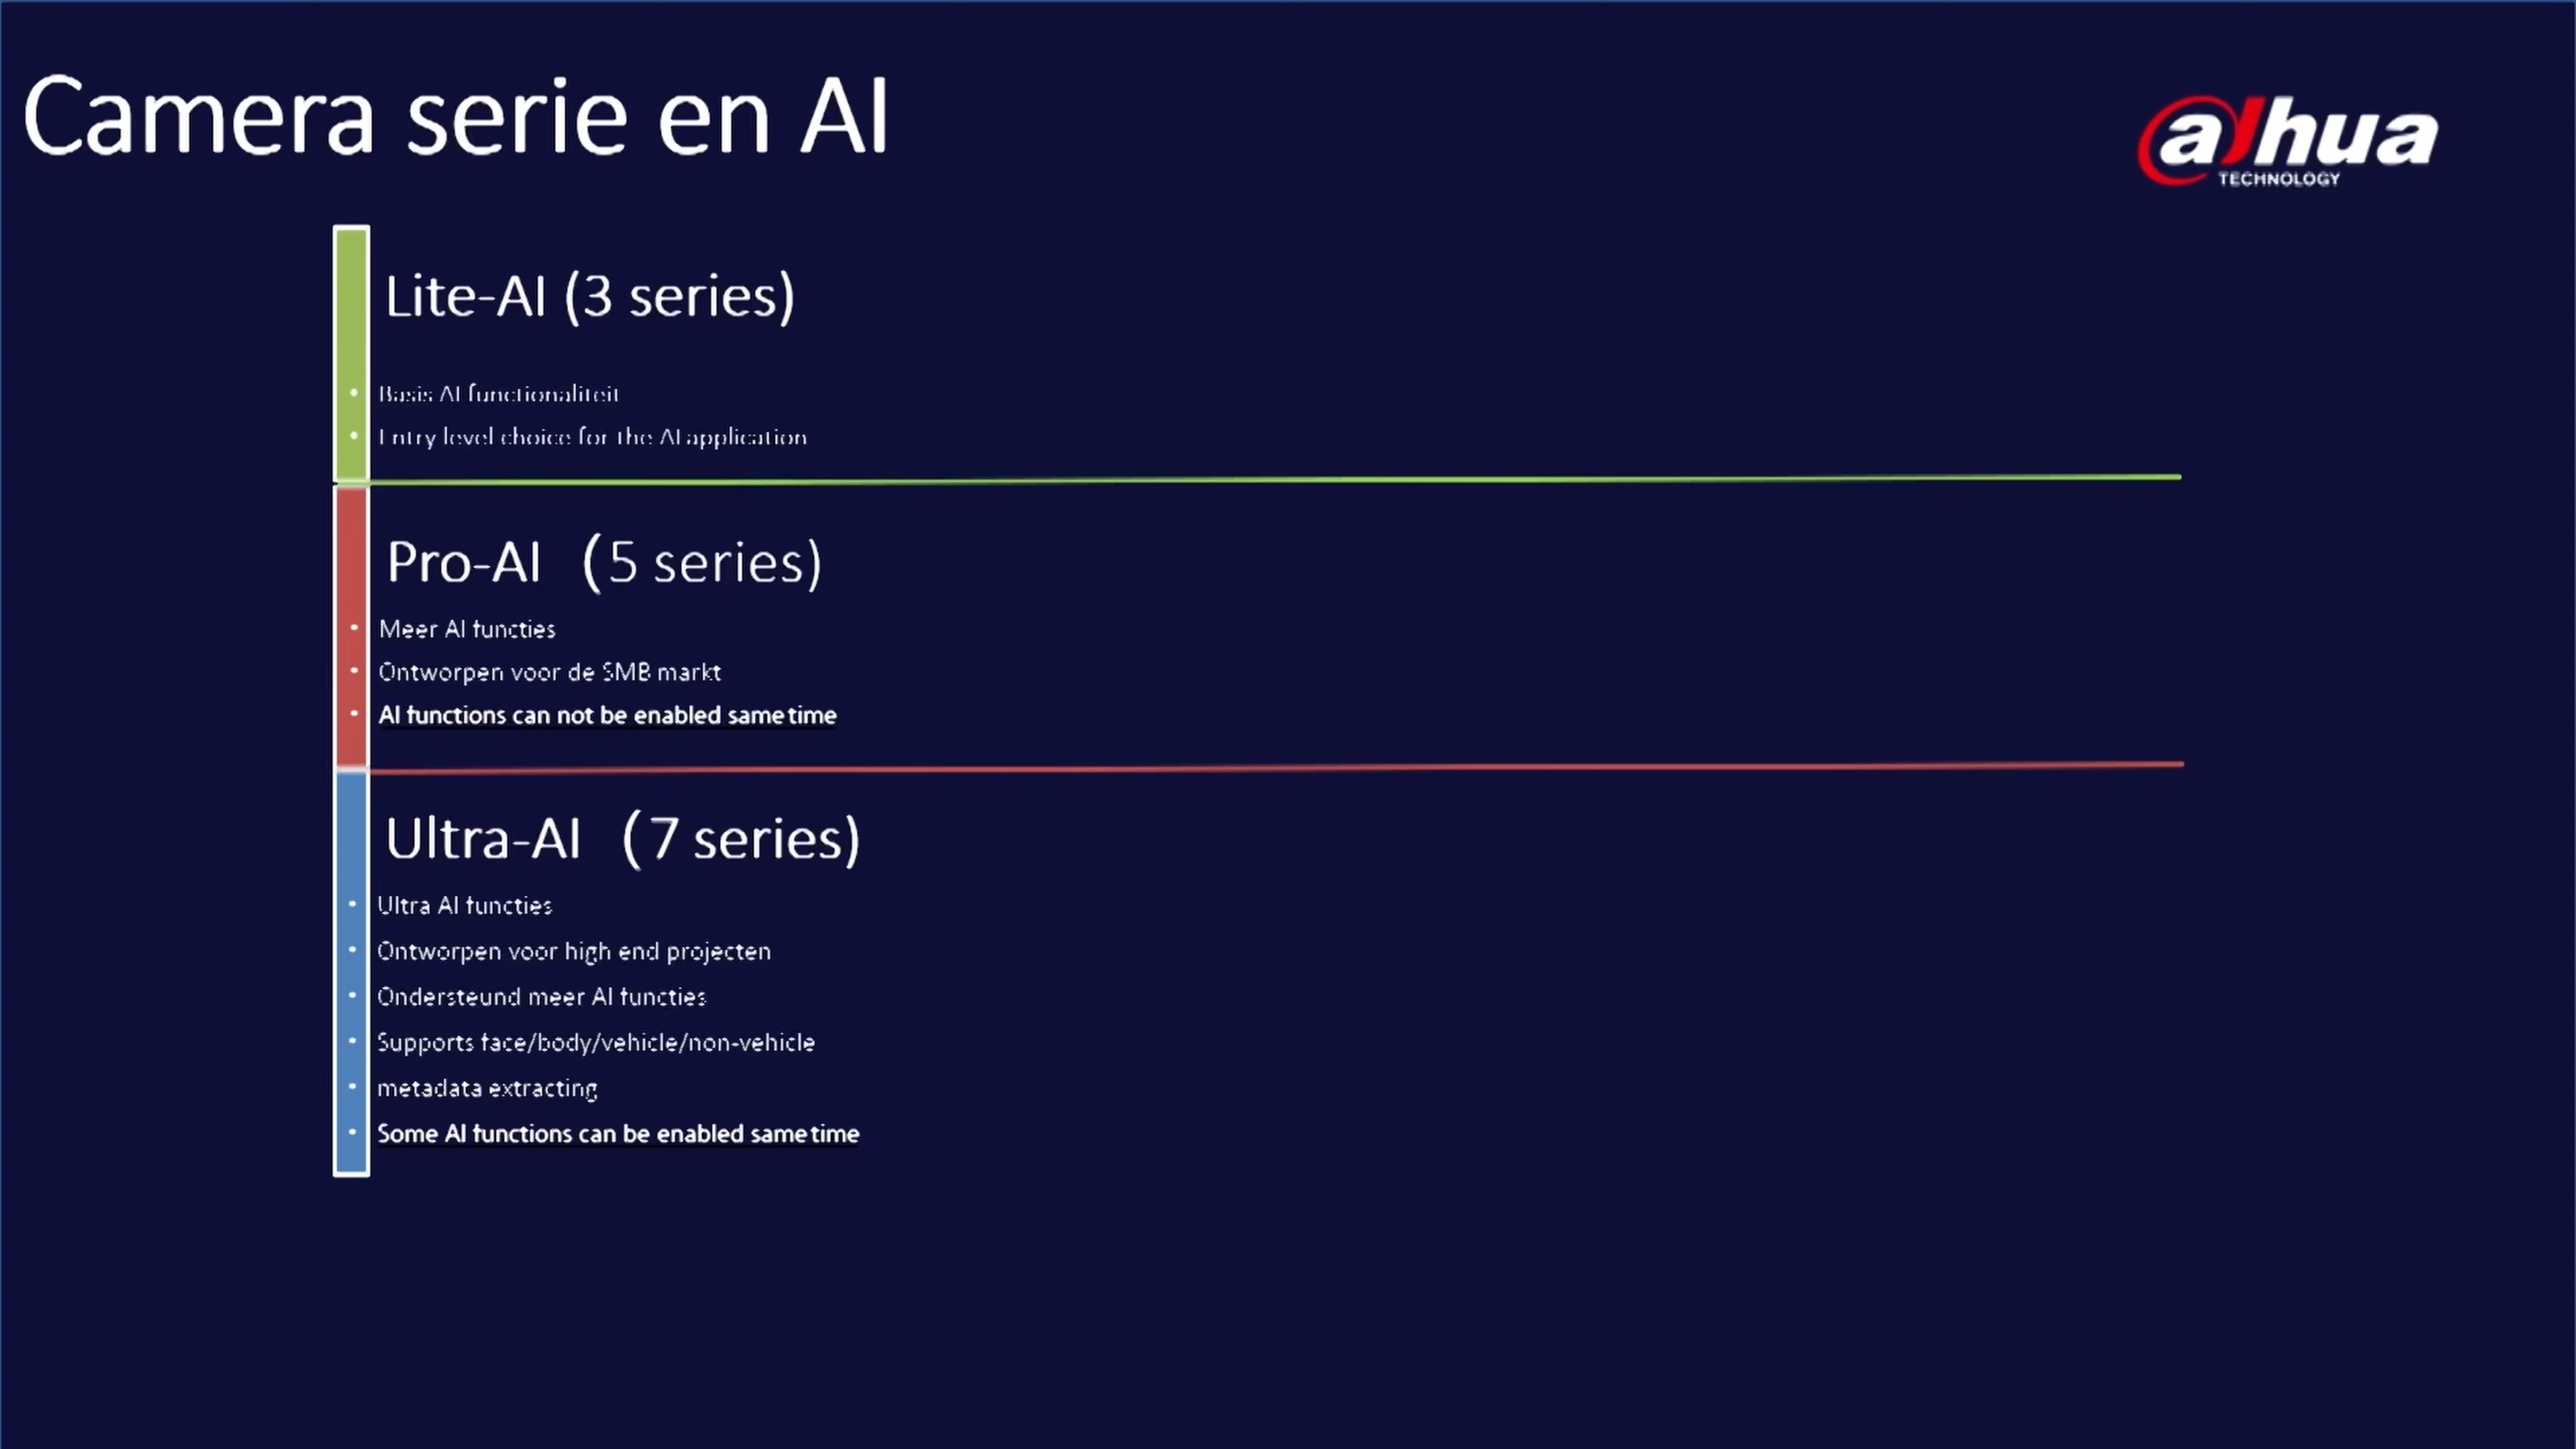 Camera serie en AI
alhua
TECHNOLOGY
Lite-AI (3 series)
• Basis AI functionaliteit
• Entry level choice for the AI application
Pro-AI (5 series)
• Meer AI functies
• Ontworpen voor de SMB markt
• AI functions can not be enabled same time
Ultra-AI (7 series)
• Ultra AI functies
• Ontworpen voor high end projecten
• Ondersteund meer AI functies
• Supports face/body/vehicle/non-vehicle
• metadata extracting
• Some AI functions can be enabled same time